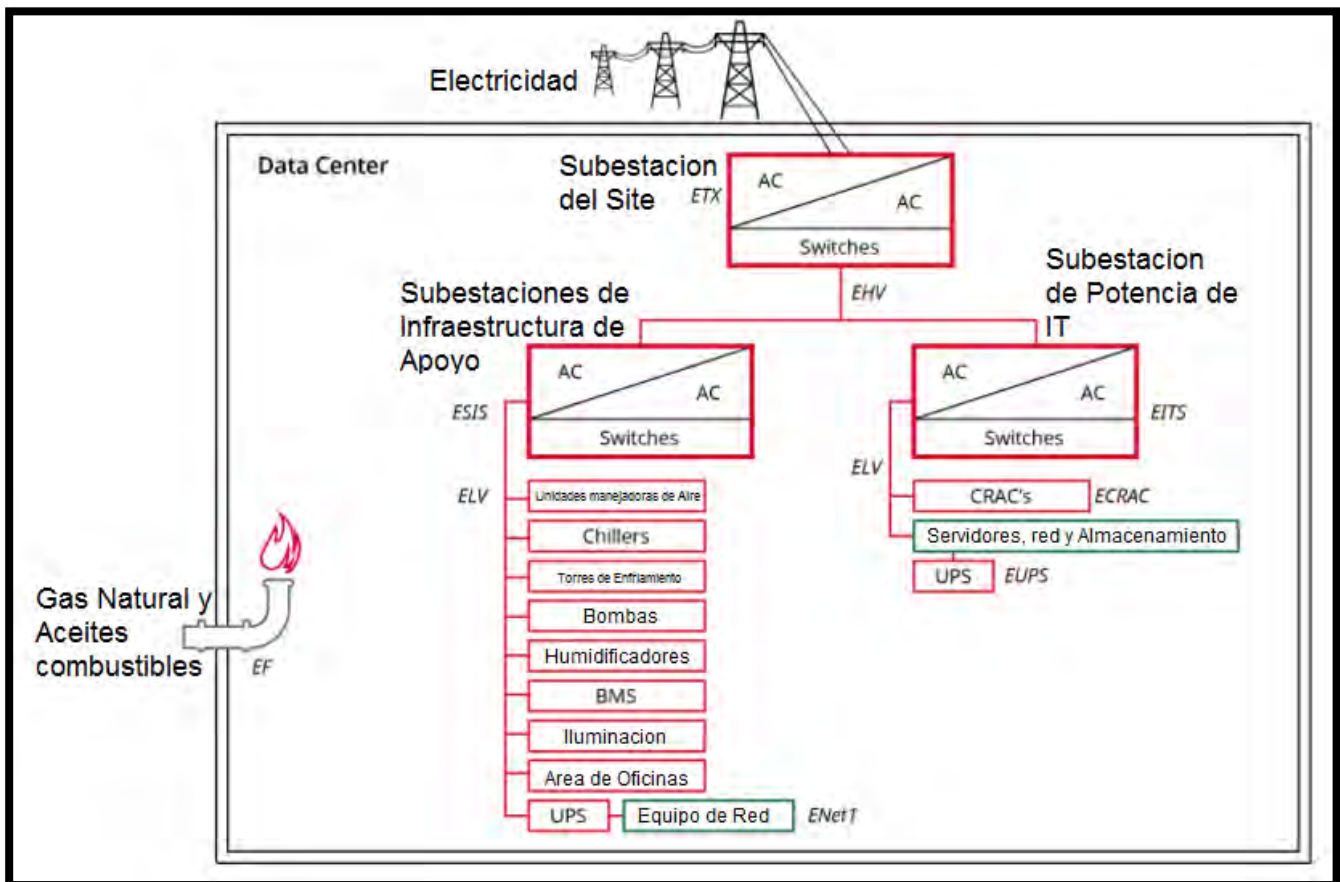 Electricidad
Data Center
Subestacion
del Site
ETX
AC
AC
Switches
EHV
Subestaciones de
Infraestructura de
Apoyo
AC
AC
Switches
ESIS
Subestacion
de Potencia de
IT
AC
AC
Switches
EITS
ELV
Unidades manejadoras de Aire
Chillers
Torres de Enfriamiento
Bombas
Humidificadores
BMS
Iluminacion
Area de Oficinas
UPS
Equipo de Red
ENet1
ELV
CRAC's
ECRAC
Servidores, red y Almacenamiento
UPS
EUPS
Gas Natural y
Aceites
combustibles
EF